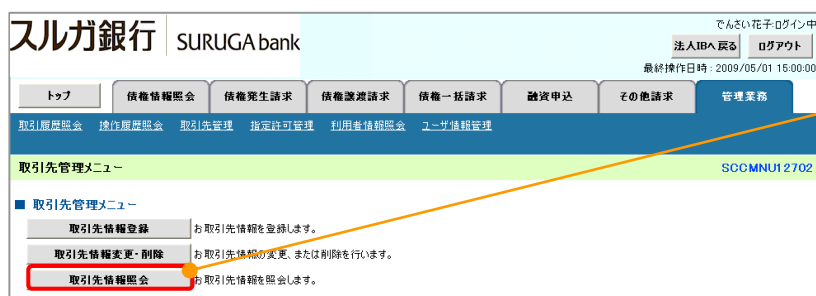 でんさい花子:ログイン中
スルガ銀行 SURUGA bank
法人IBへ戻る ログアウト
最終操作日時:2009/05/01 15:00:00
トップ 債権情報照会 債権発生請求 債権譲渡請求 債権一括請求 融資申込 その他請求 管理業務
取引履歴照会 操作履歴照会 取引先管理 指定許可管理 利用者情報照会 ユーザ情報管理
取引先管理メニュー SCCMNU12702
■ 取引先管理メニュー
取引先情報登録 お取引先情報を登録します。
取引先情報変更・削除 お取引先情報の変更、または削除を行います。
取引先情報照会 お取引先情報を照会します。